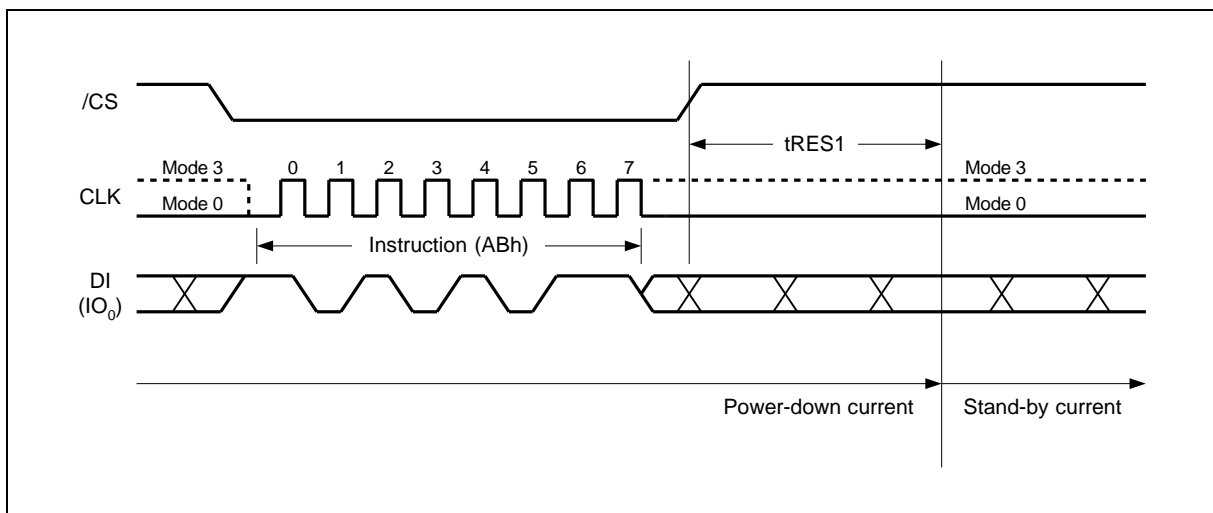 /CS
tRES1
Mode 3 0 1 2 3 4 5 6 7 Mode 3
CLK
Mode 0 Mode 0
Instruction (ABh)
DI
(IO0)
Power-down current Stand-by current